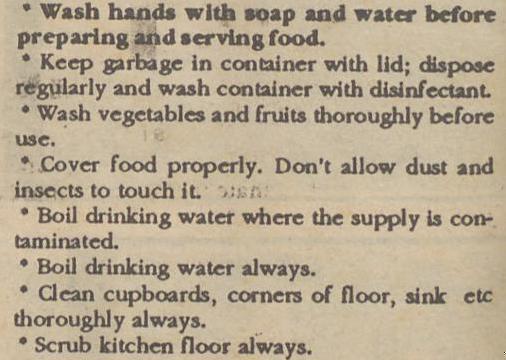 * Wash hands with soap and water before
preparing and serving food.
* Keep garbage in container with lid; dispose
regularly and wash container with disinfectant.
* Wash vegetables and fruits thoroughly before
use.
* Cover food properly. Don't allow dust and
insects to touch it.
* Boil drinking water where the supply is con-
taminated.
* Boil drinking water always.
* Clean cupboards, corners of floor, sink etc
thoroughly always.
* Scrub kitchen floor always.